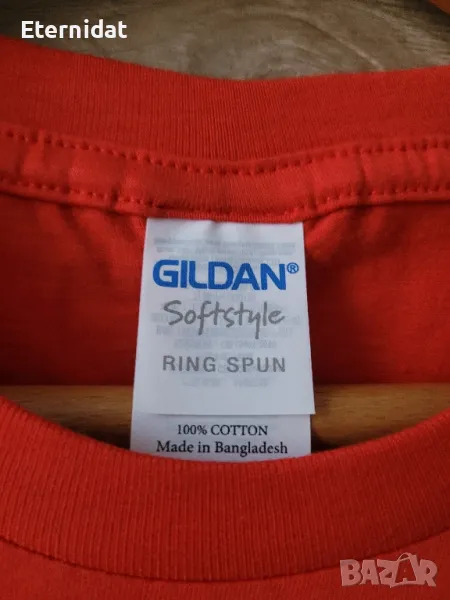 Eternidat
GILDAN®
Softstyle
RING SPUN
100% COTTON
Made in Bangladesh
BAZAR